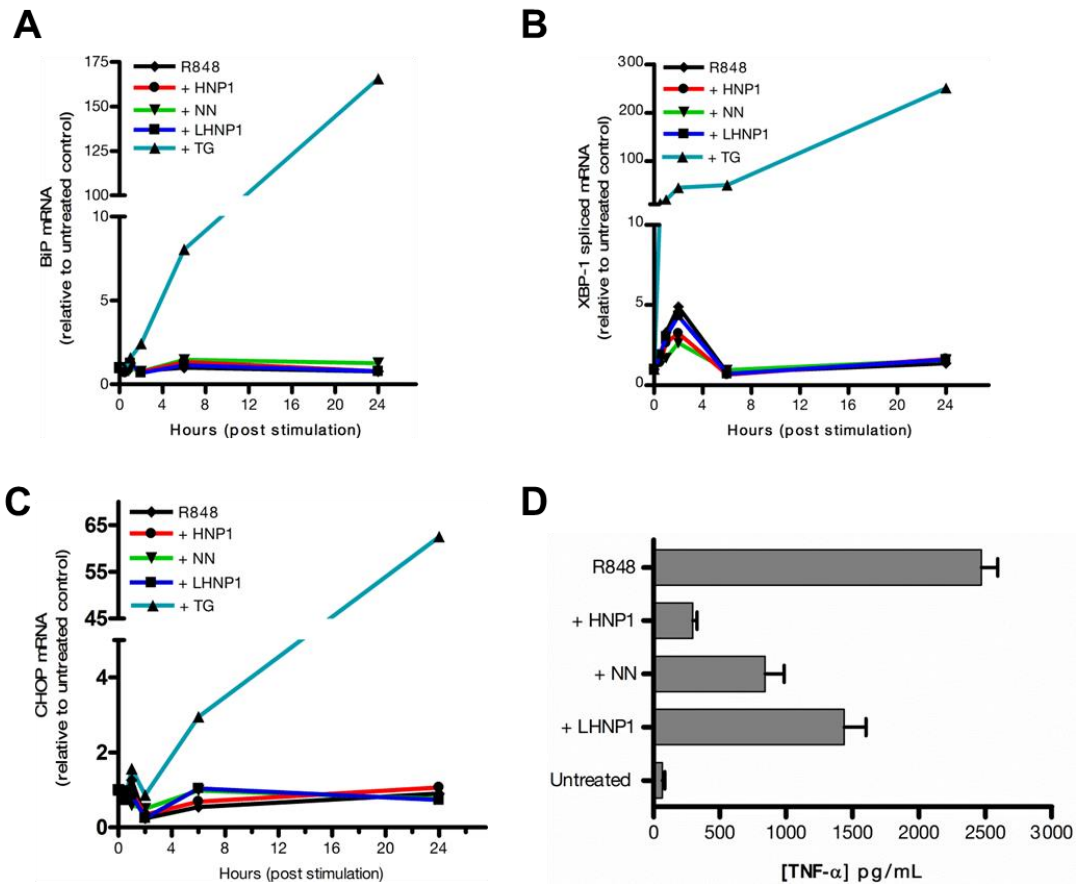 A
175
150
125
100
10
5
0
BiP mRNA
(relative to untreated control)
R848
+ HNP1
+ NN
+ LHNP1
+ TG
0 4 8 12 16 20 24
Hours (post stimulation)
B
300
200
100
10
5
0
XBP-1 spliced mRNA
(relative to untreated control)
R848
+ HNP1
+ NN
+ LHNP1
+ TG
0 4 8 12 16 20 24
Hours (post stimulation)
C
65
55
45
4
2
0
CHOP mRNA
(relative to untreated control)
R848
+ HNP1
+ NN
+ LHNP1
+ TG
0 4 8 12 16 20 24
Hours (post stimulation)
D
R848
+ HNP1
+ NN
+ LHNP1
Untreated
0 500 1000 1500 2000 2500 3000
[TNF-α] pg/mL